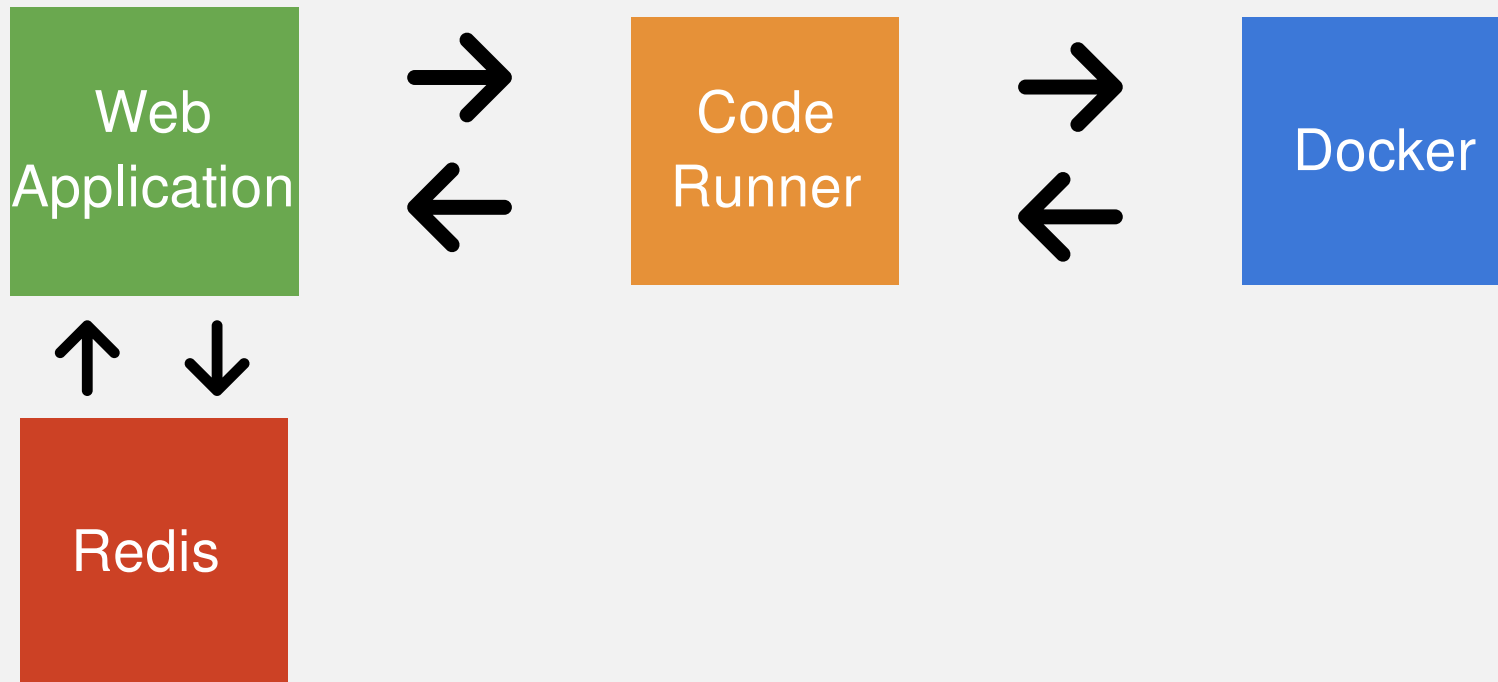 Web
Application
Code
Runner
Docker
Redis